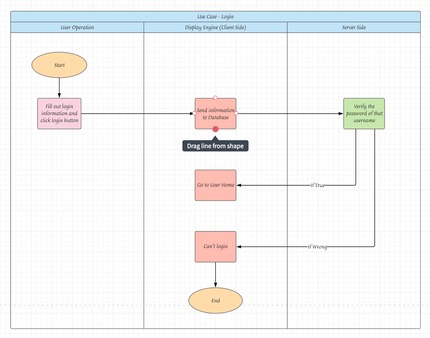 Use Case - Login
User Operation
Display Engine (Client Side)
Server Side
Start
Fill out login
information and
click login button
Send information
to Database
Verify the
password of that
username
Drag line from shape
Go to User Home
if True
Can't login
if Wrong
End